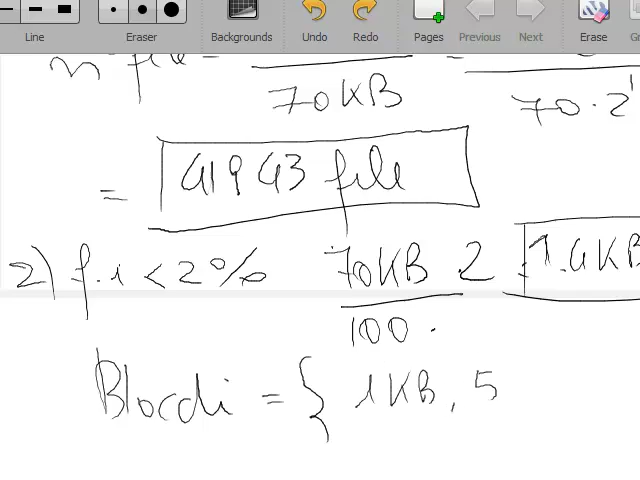 Line Eraser Backgrounds Undo Redo Pages Previous Next Erase
n° file =
70KB 70·2
= 41943 file
2) f.i < 2% 70KB 2 = 1.4KB
100
Blocchi = { 1KB, 5